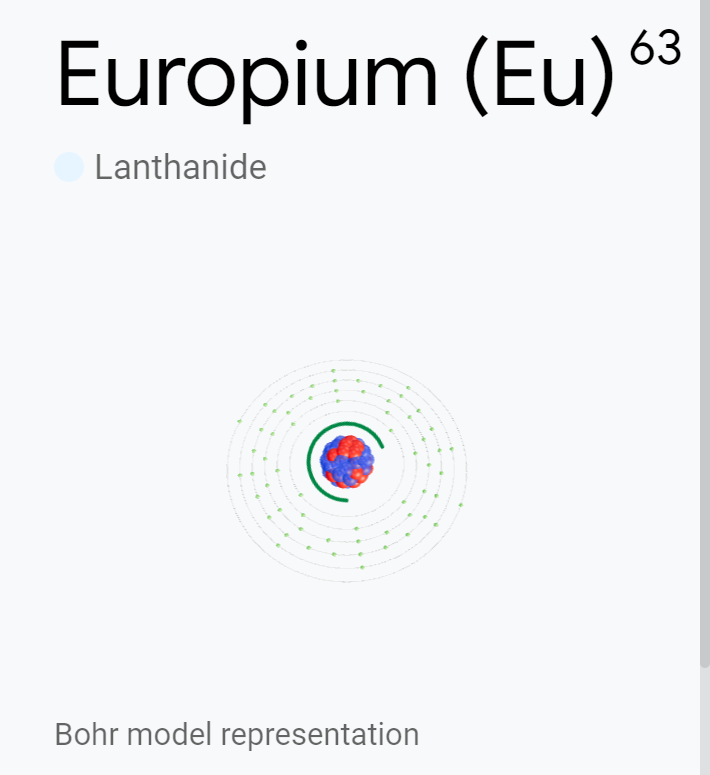 Europium (Eu) 63
Lanthanide
Bohr model representation